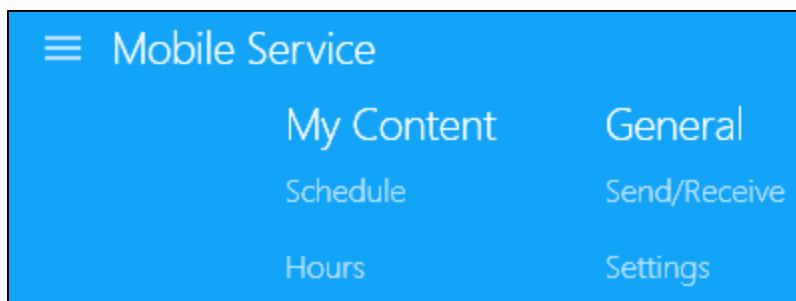 Mobile Service
My Content
General
Schedule
Send/Receive
Hours
Settings